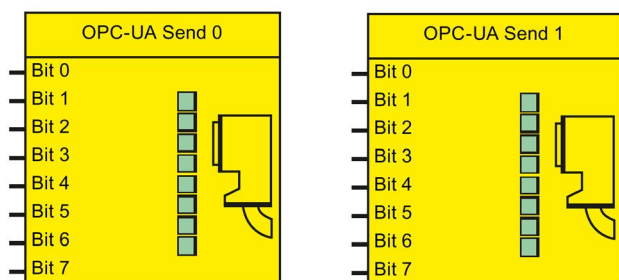 OPC-UA Send 0
Bit 0
Bit 1
Bit 2
Bit 3
Bit 4
Bit 5
Bit 6
Bit 7
OPC-UA Send 1
Bit 0
Bit 1
Bit 2
Bit 3
Bit 4
Bit 5
Bit 6
Bit 7